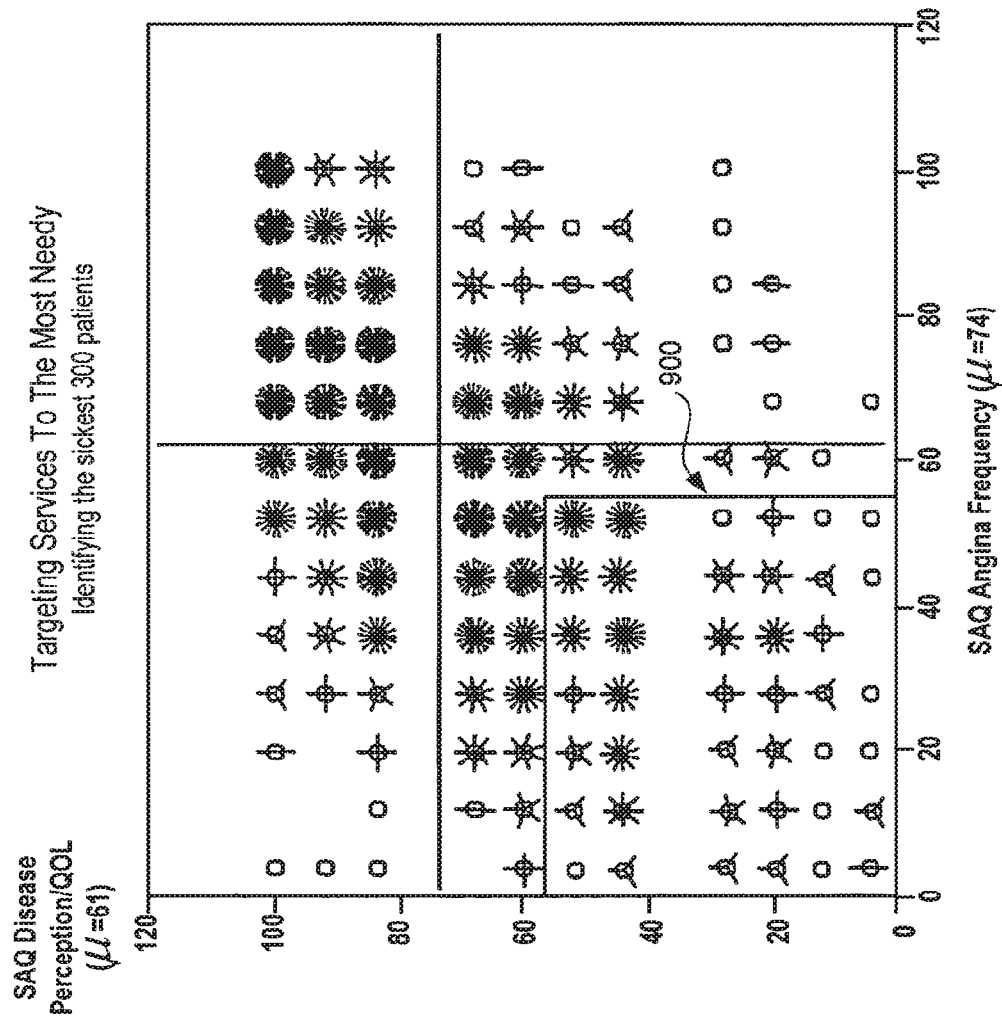 Targeting Services To The Most Needy
Identifying the sickest 300 patients
SAQ Disease
Perception/QOL
(μ=61)
120
100
80
60
40
20
0
900
0
20
40
60
80
100
120
SAQ Angina Frequency (μ=74)